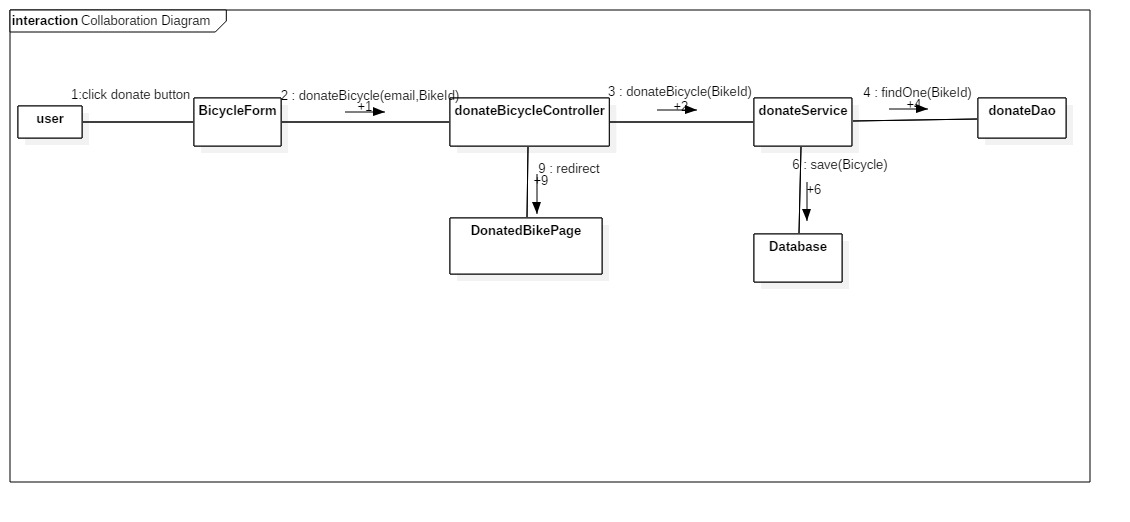 interaction Collaboration Diagram
1:click donate button
2 : donateBicycle(email,BikeId)
+1
3 : donateBicycle(BikeId)
+2
4 : findOne(BikeId)
+4
user
BicycleForm
donateBicycleController
donateService
donateDao
9 : redirect
+9
6 : save(Bicycle)
+6
DonatedBikePage
Database